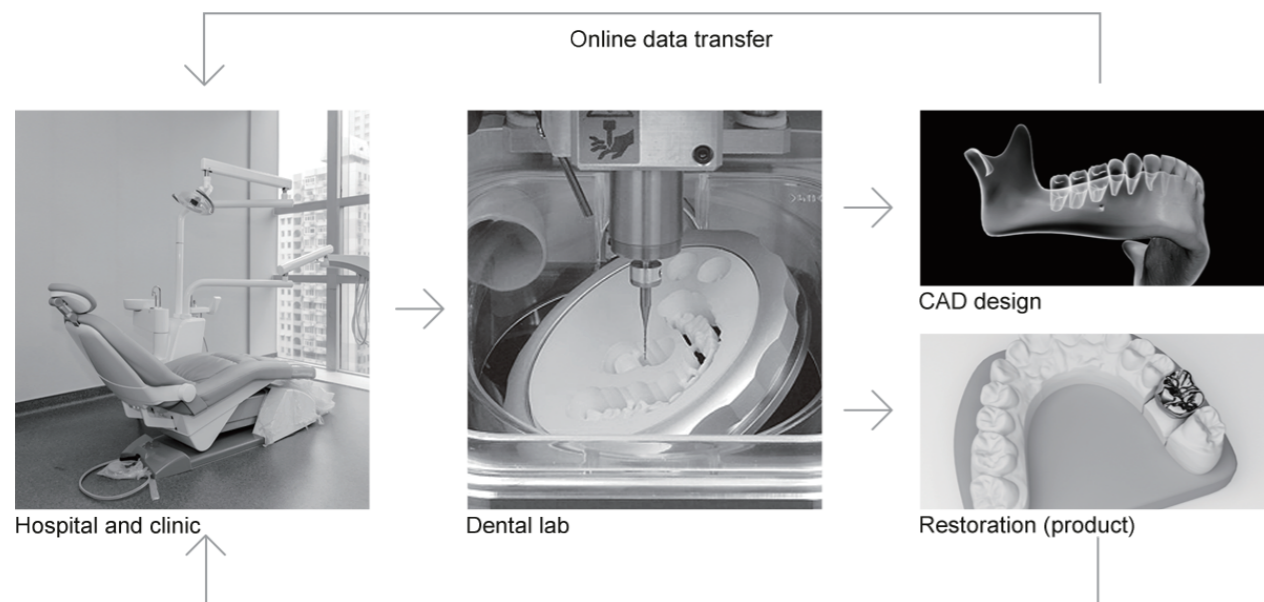 Online data transfer
Hospital and clinic
Dental lab
CAD design
Restoration (product)